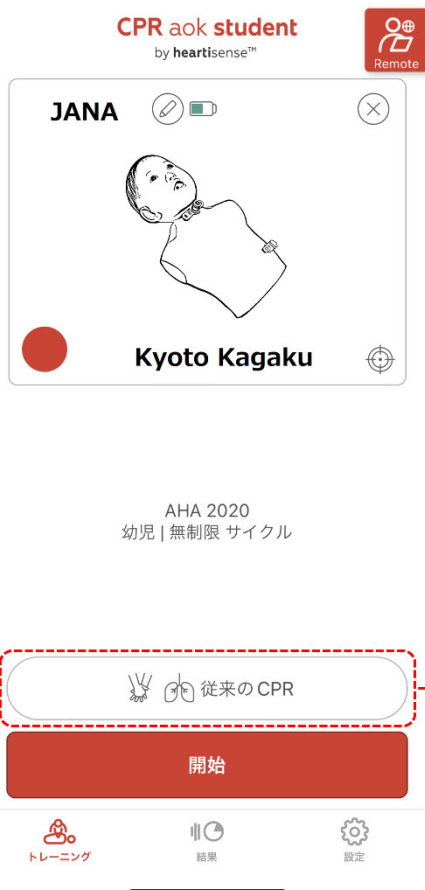 CPR aok student
by heartisense™
Remote
JANA
Kyoto Kagaku
AHA 2020
幼児 | 無制限 サイクル
従来のCPR
開始
トレーニング
結果
設定